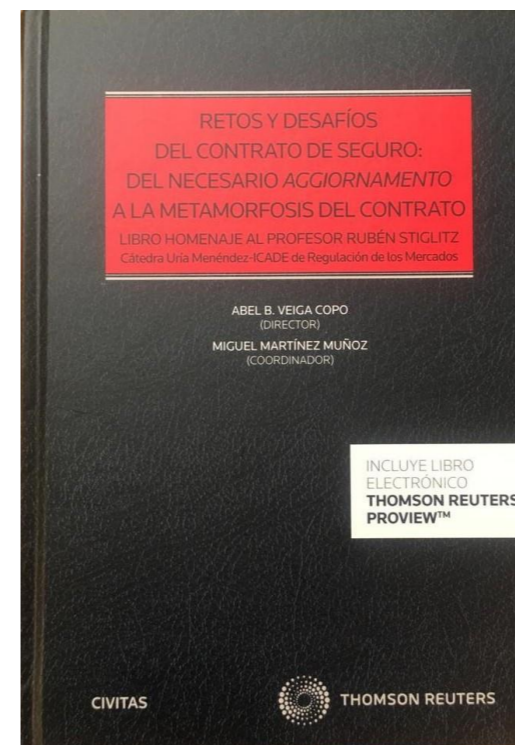 RETOS Y DESAFÍOS
DEL CONTRATO DE SEGURO:
DEL NECESARIO AGGIORNAMENTO
A LA METAMORFOSIS DEL CONTRATO
LIBRO HOMENAJE AL PROFESOR RUBÉN STIGLITZ
Cátedra Uría Menéndez-ICADE de Regulación de los Mercados
ABEL B. VEIGA COPO
(DIRECTOR)
MIGUEL MARTÍNEZ MUÑOZ
(COORDINADOR)
INCLUYE LIBRO
ELECTRÓNICO
THOMSON REUTERS
PROVIEW™
CIVITAS
THOMSON REUTERS